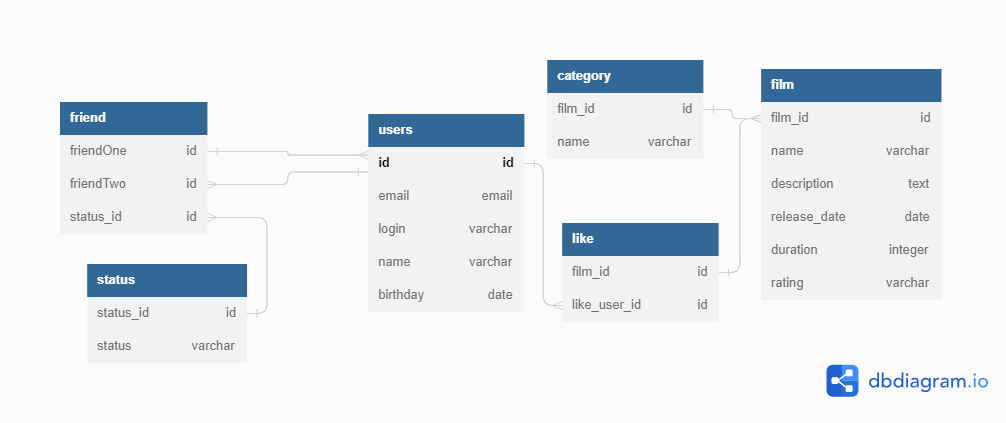 friend
friendOne id
friendTwo id
status_id id
status
status_id id
status varchar
users
id id
email email
login varchar
name varchar
birthday date
category
film_id id
name varchar
like
film_id id
like_user_id id
film
film_id id
name varchar
description text
release_date date
duration integer
rating varchar
dbdiagram.io